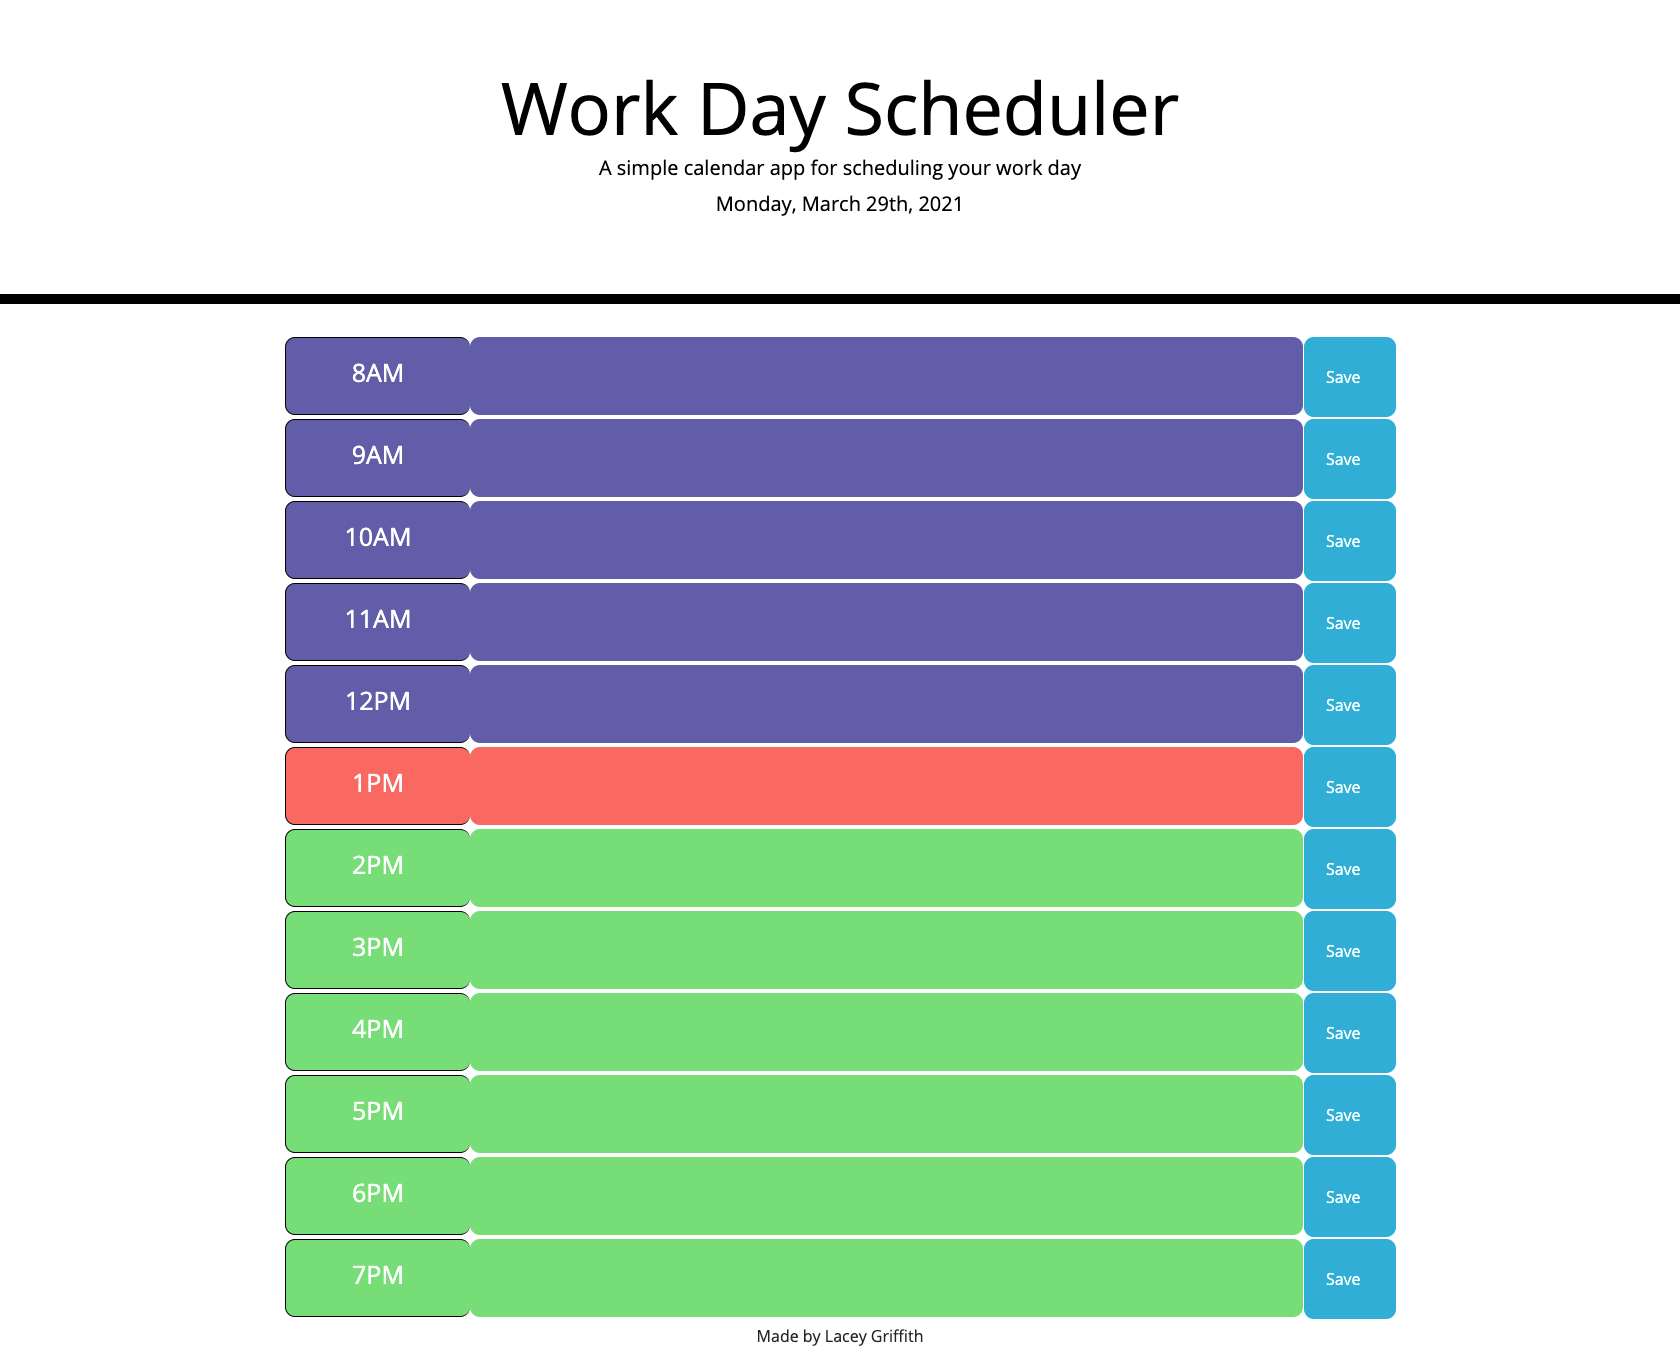 Work Day Scheduler
A simple calendar app for scheduling your work day
Monday, March 29th, 2021
8AM Save
9AM Save
10AM Save
11AM Save
12PM Save
1PM Save
2PM Save
3PM Save
4PM Save
5PM Save
6PM Save
7PM Save
Made by Lacey Griffith